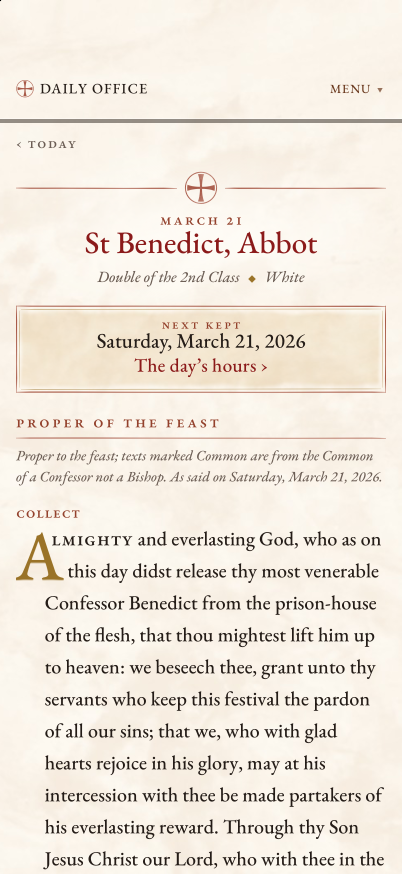 DAILY OFFICE
MENU ▼
‹ TODAY
MARCH 21
St Benedict, Abbot
Double of the 2nd Class ◆ White
NEXT KEPT
Saturday, March 21, 2026
The day’s hours ›
PROPER OF THE FEAST
Proper to the feast; texts marked Common are from the Common
of a Confessor not a Bishop. As said on Saturday, March 21, 2026.
COLLECT
ALMIGHTY and everlasting God, who as on
this day didst release thy most venerable
Confessor Benedict from the prison-house
of the flesh, that thou mightest lift him up
to heaven: we beseech thee, grant unto thy
servants who keep this festival the pardon
of all our sins; that we, who with glad
hearts rejoice in his glory, may at his
intercession with thee be made partakers of
his everlasting reward. Through thy Son
Jesus Christ our Lord, who with thee in the